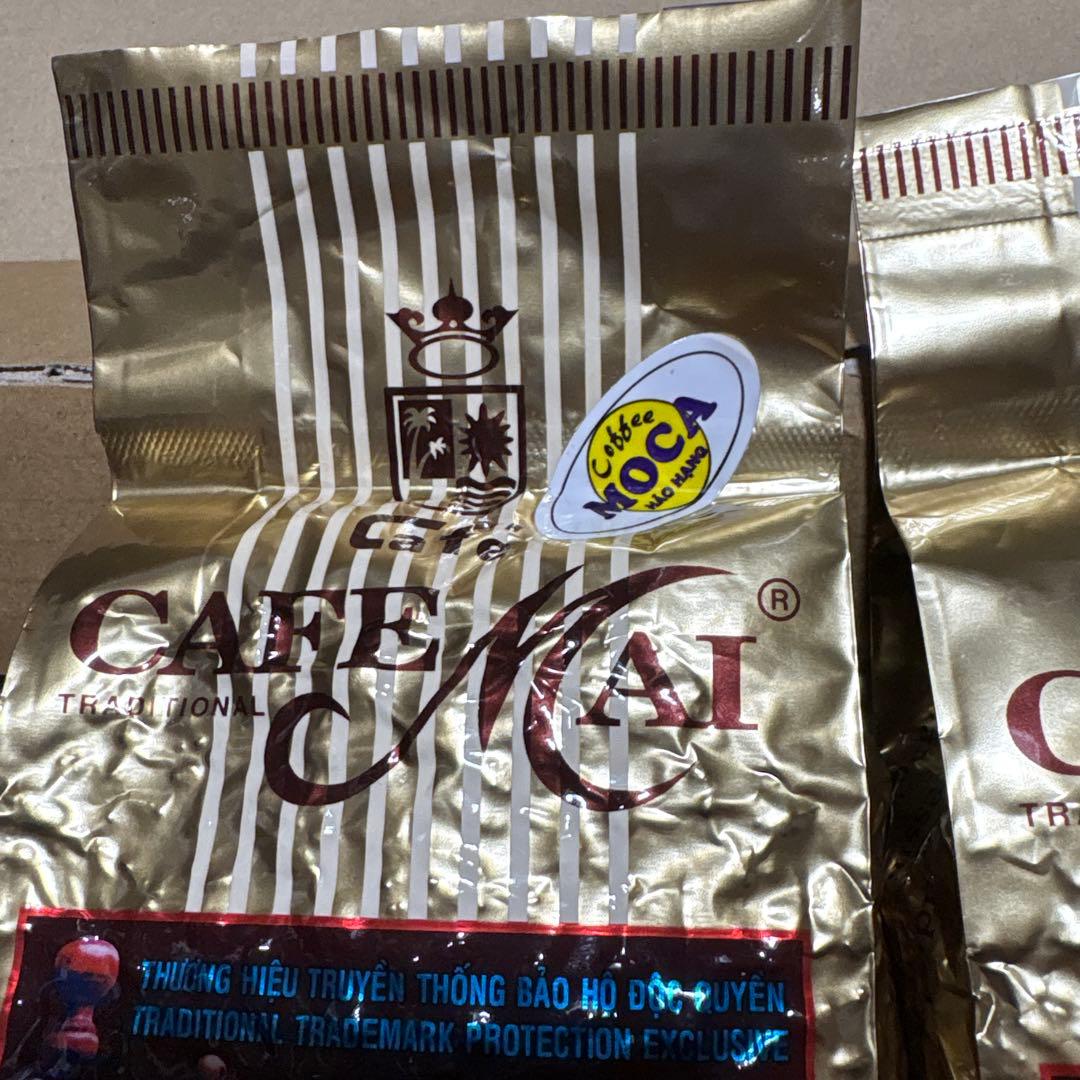 Coffee
MOCA
HẢO HẠNG
Café
CAFE MAI ®
TRADITIONAL
THƯƠNG HIỆU TRUYỀN THỐNG BẢO HỘ ĐỘC QUYỀN
TRADITIONAL TRADEMARK PROTECTION EXCLUSIVE
C
TR